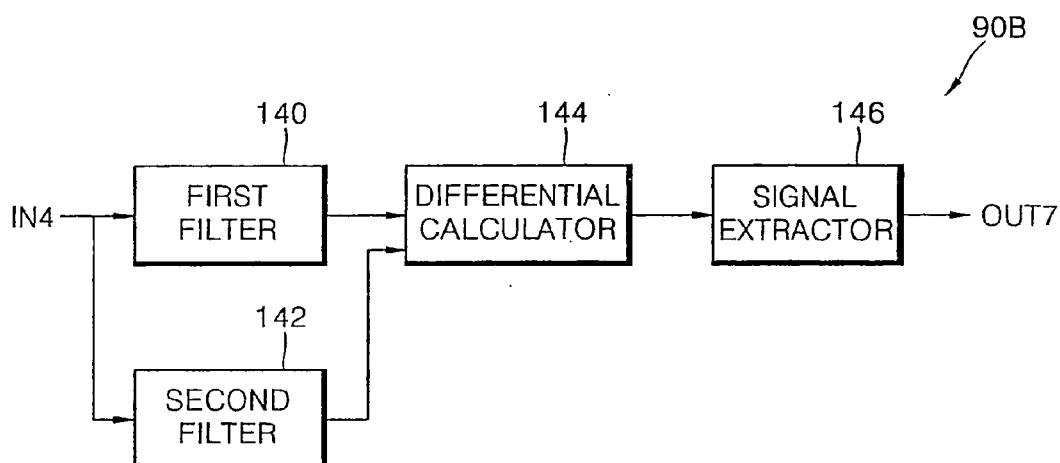 90B
140
144
146
IN4
FIRST
FILTER
DIFFERENTIAL
CALCULATOR
SIGNAL
EXTRACTOR
OUT7
142
SECOND
FILTER